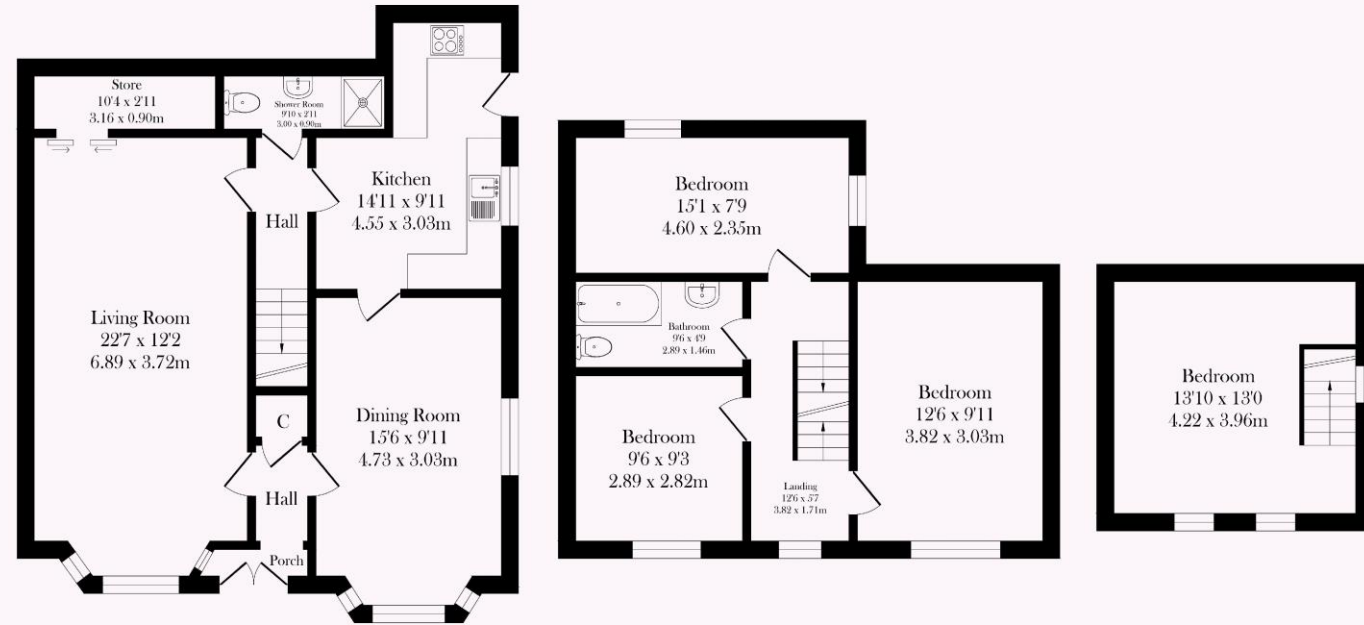 Store
10'4 x 2'11
3.16 x 0.90m
Shower Room
9'10 x 2'11
3.00 x 0.90m
Kitchen
14'11 x 9'11
4.55 x 3.03m
Hall
Living Room
22'7 x 12'2
6.89 x 3.72m
C
Dining Room
15'6 x 9'11
4.73 x 3.03m
Hall
Porch
Bedroom
15'1 x 7'9
4.60 x 2.35m
Bathroom
9'6 x 4'9
2.89 x 1.46m
Bedroom
9'6 x 9'3
2.89 x 2.82m
Landing
12'6 x 5'7
3.82 x 1.71m
Bedroom
12'6 x 9'11
3.82 x 3.03m
Bedroom
13'10 x 13'0
4.22 x 3.96m